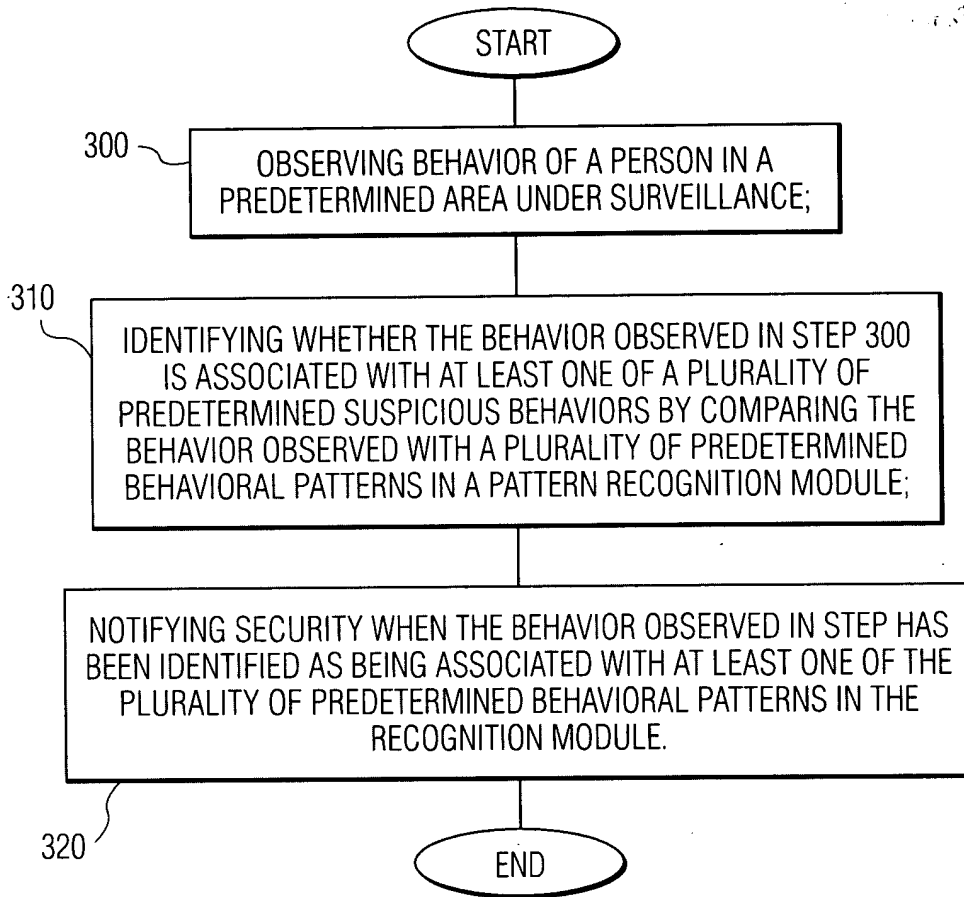 START
300
OBSERVING BEHAVIOR OF A PERSON IN A
PREDETERMINED AREA UNDER SURVEILLANCE;
310
IDENTIFYING WHETHER THE BEHAVIOR OBSERVED IN STEP 300
IS ASSOCIATED WITH AT LEAST ONE OF A PLURALITY OF
PREDETERMINED SUSPICIOUS BEHAVIORS BY COMPARING THE
BEHAVIOR OBSERVED WITH A PLURALITY OF PREDETERMINED
BEHAVIORAL PATTERNS IN A PATTERN RECOGNITION MODULE;
NOTIFYING SECURITY WHEN THE BEHAVIOR OBSERVED IN STEP HAS
BEEN IDENTIFIED AS BEING ASSOCIATED WITH AT LEAST ONE OF THE
PLURALITY OF PREDETERMINED BEHAVIORAL PATTERNS IN THE
RECOGNITION MODULE.
320
END